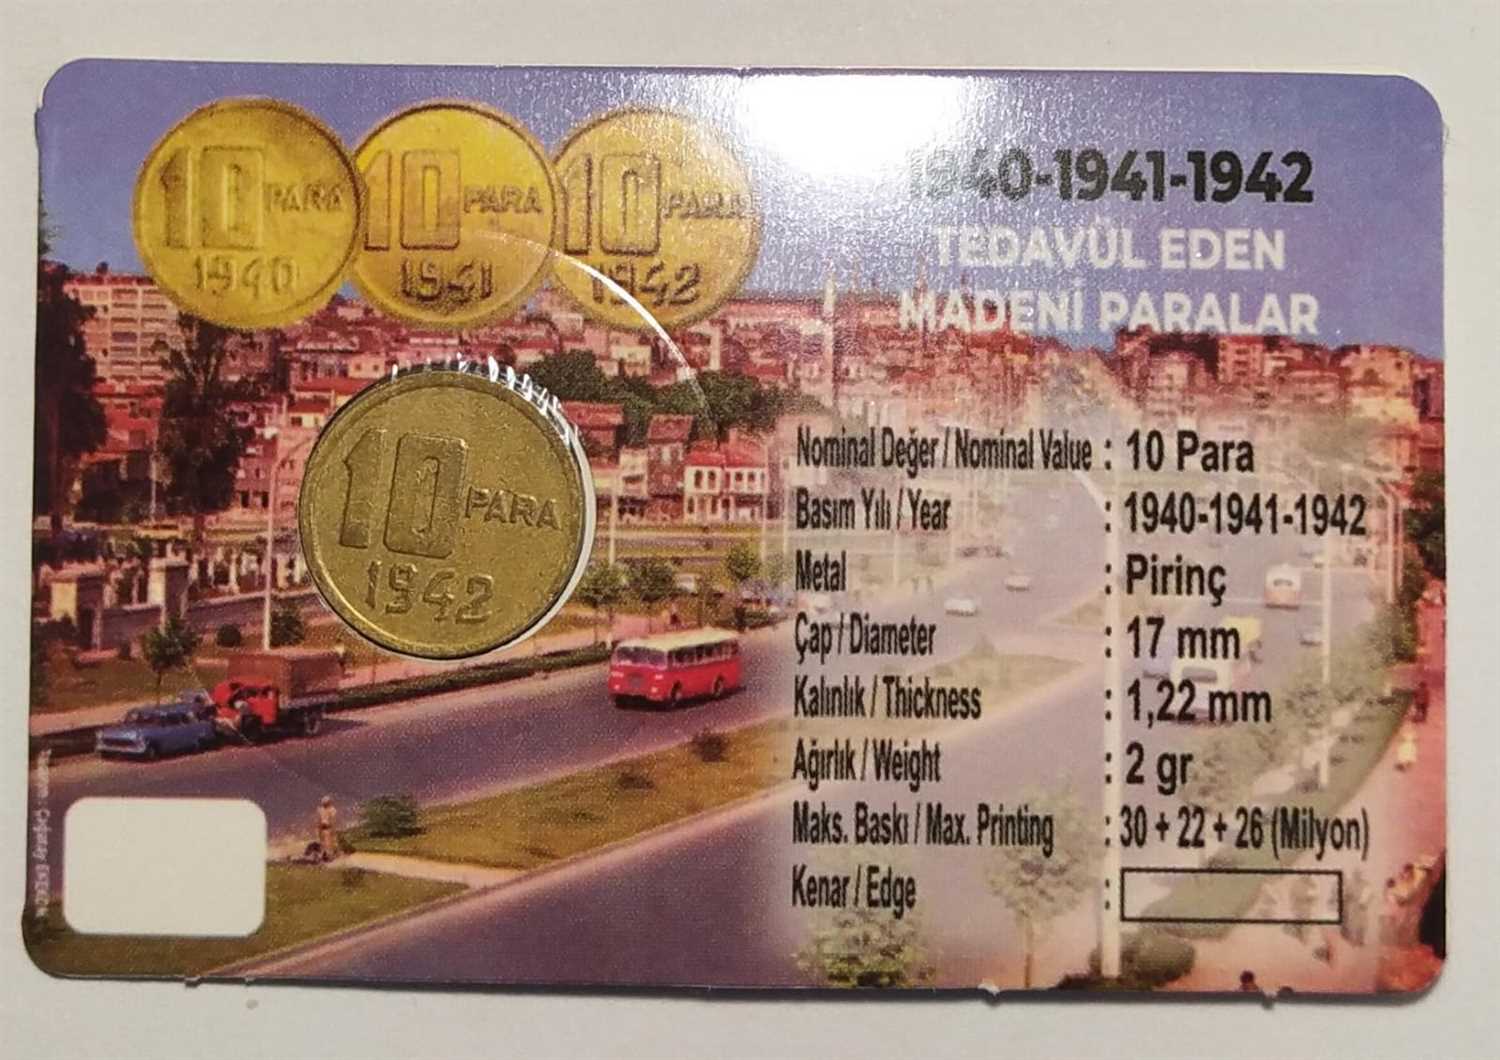 10 PARA
1940
10 PARA
1941
10 PARA
1942
1940-1941-1942
TEDAVÜL EDEN
MADENİ PARALAR
10 PARA
1942
Nominal Değer / Nominal Value : 10 Para
Basım Yılı / Year : 1940-1941-1942
Metal : Pirinç
Çap / Diameter : 17 mm
Kalınlık / Thickness : 1,22 mm
Ağırlık / Weight : 2 gr
Maks. Baskı / Max. Printing : 30 + 22 + 26 (Milyon)
Kenar / Edge :